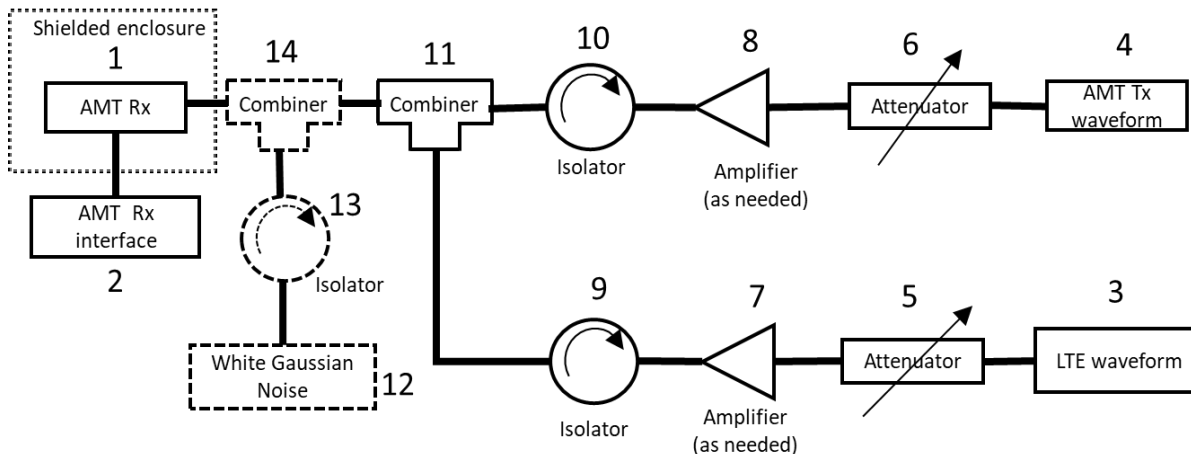 Shielded enclosure
1
AMT Rx
AMT Rx
interface
2
14
Combiner
13
Isolator
White Gaussian
Noise
12
11
Combiner
10
Isolator
8
Amplifier
(as needed)
6
Attenuator
4
AMT Tx
waveform
9
Isolator
7
Amplifier
(as needed)
5
Attenuator
3
LTE waveform